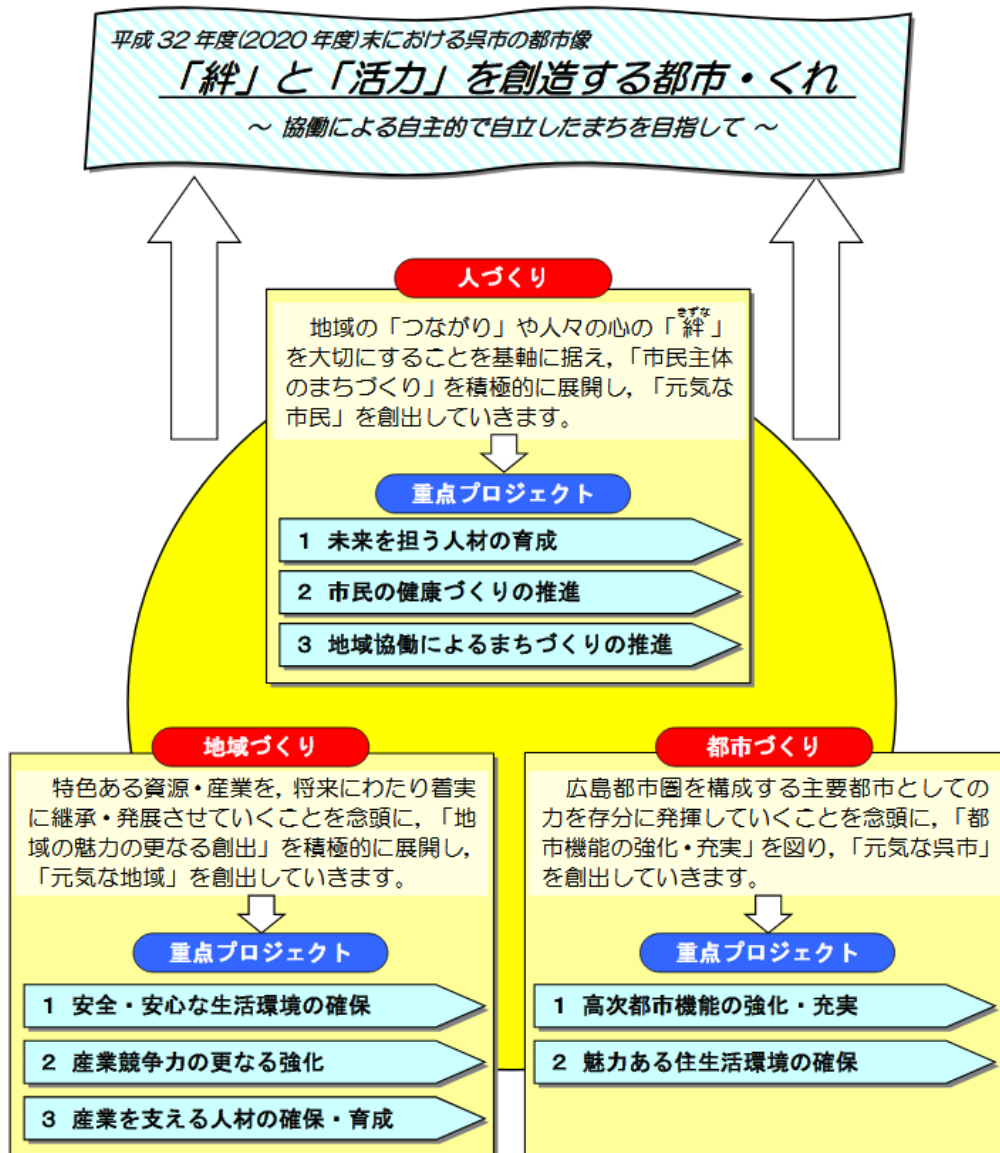 平成32年度(2020年度)末における呉市の都市像
「絆」と「活力」を創造する都市・くれ
～ 協働による自主的で自立したまちを目指して ～
人づくり
きずな
地域の「つながり」や人々の心の「絆」
を大切にすることを基軸に据え,「市民主体
のまちづくり」を積極的に展開し,「元気な
市民」を創出していきます。
重点プロジェクト
1 未来を担う人材の育成
2 市民の健康づくりの推進
3 地域協働によるまちづくりの推進
地域づくり
特色ある資源・産業を,将来にわたり着実
に継承・発展させていくことを念頭に,「地
域の魅力の更なる創出」を積極的に展開し,
「元気な地域」を創出していきます。
重点プロジェクト
1 安全・安心な生活環境の確保
2 産業競争力の更なる強化
3 産業を支える人材の確保・育成
都市づくり
広島都市圏を構成する主要都市としての
力を存分に発揮していくことを念頭に,「都
市機能の強化・充実」を図り,「元気な呉市」
を創出していきます。
重点プロジェクト
1 高次都市機能の強化・充実
2 魅力ある住生活環境の確保